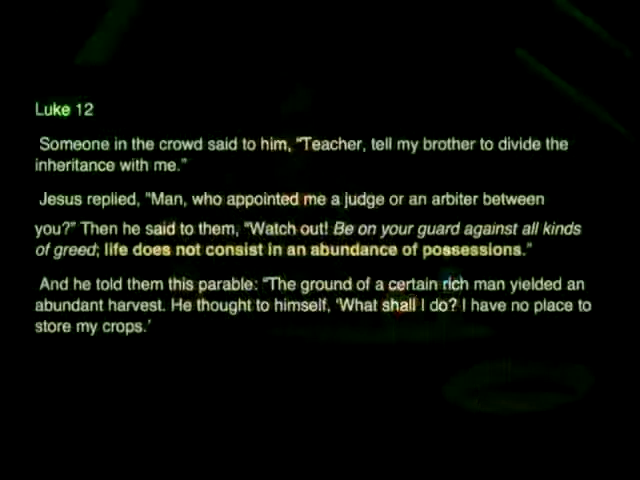 Luke 12
Someone in the crowd said to him, “Teacher, tell my brother to divide the
inheritance with me.”
Jesus replied, “Man, who appointed me a judge or an arbiter between
you?” Then he said to them, “Watch out! Be on your guard against all kinds
of greed; life does not consist in an abundance of possessions.”
And he told them this parable: “The ground of a certain rich man yielded an
abundant harvest. He thought to himself, ‘What shall I do? I have no place to
store my crops.’